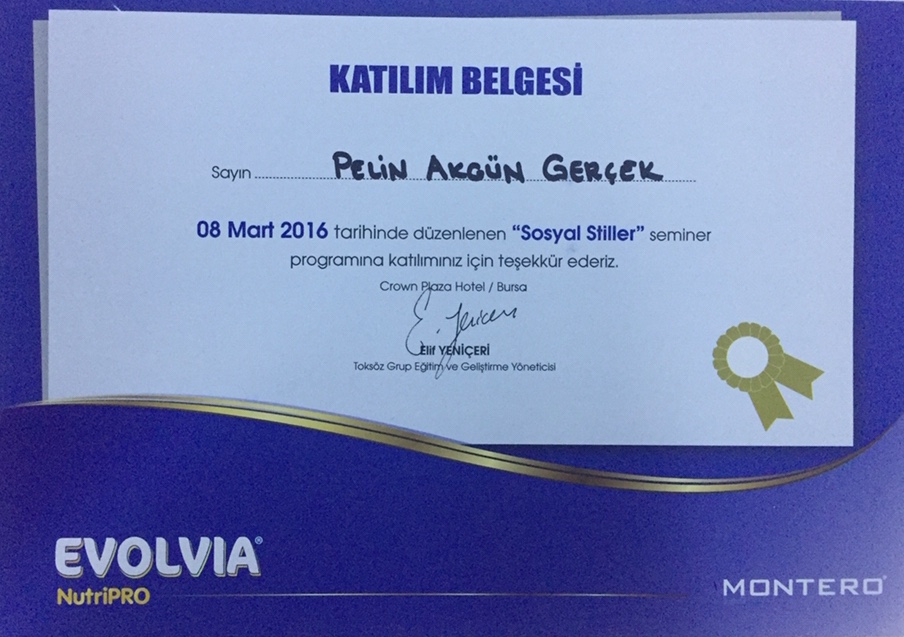 KATILIM BELGESİ
Sayın ........................ PELİN AKGÜN GERÇEK
08 Mart 2016 tarihinde düzenlenen “Sosyal Stiller” seminer
programına katılımınız için teşekkür ederiz.
Crown Plaza Hotel / Bursa
E. Yeniçeri
Elif YENİÇERİ
Toksöz Grup Eğitim ve Geliştirme Yöneticisi
EVOLVIA®
NutriPRO
MONTERO®